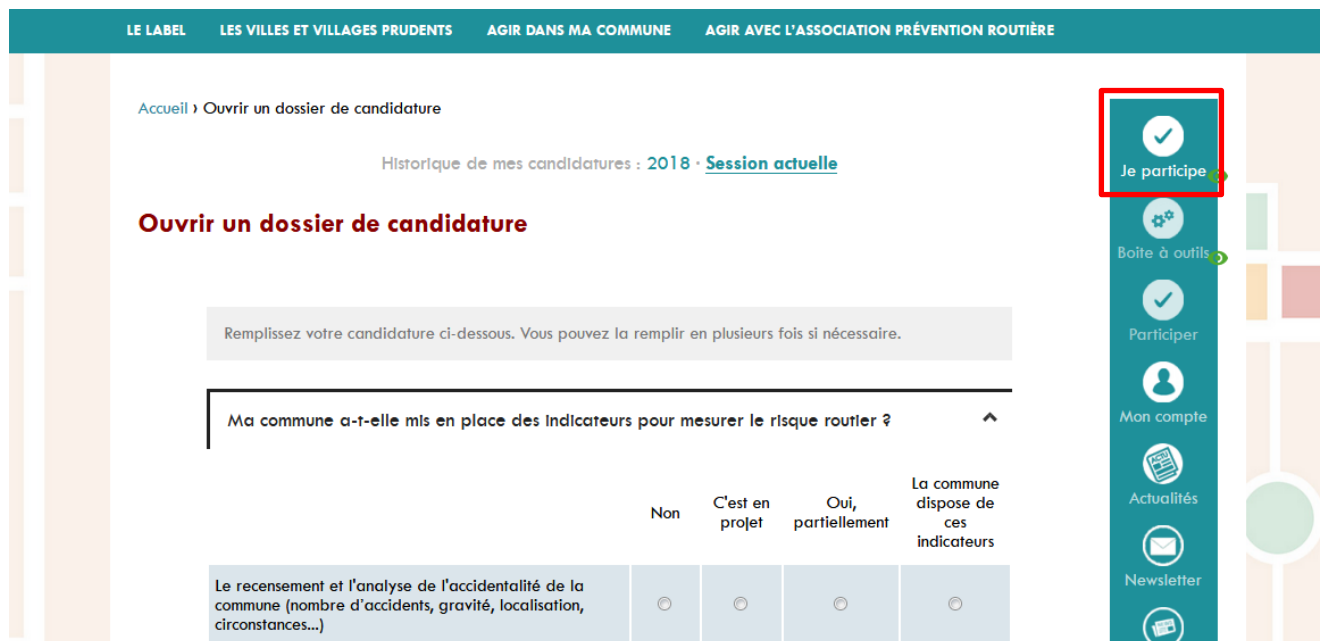 LE LABEL LES VILLES ET VILLAGES PRUDENTS AGIR DANS MA COMMUNE AGIR AVEC L'ASSOCIATION PRÉVENTION ROUTIÈRE
Accueil › Ouvrir un dossier de candidature
Historique de mes candidatures : 2018 · Session actuelle
Ouvrir un dossier de candidature
Remplissez votre candidature ci-dessous. Vous pouvez la remplir en plusieurs fois si nécessaire.
Ma commune a-t-elle mis en place des indicateurs pour mesurer le risque routier ?
Non
C'est en
projet
Oui,
partiellement
La commune
dispose de
ces
indicateurs
Le recensement et l'analyse de l'accidentalité de la
commune (nombre d'accidents, gravité, localisation,
circonstances...)
Je participe
Boîte à outils
Participer
Mon compte
ACTU
Actualités
Newsletter